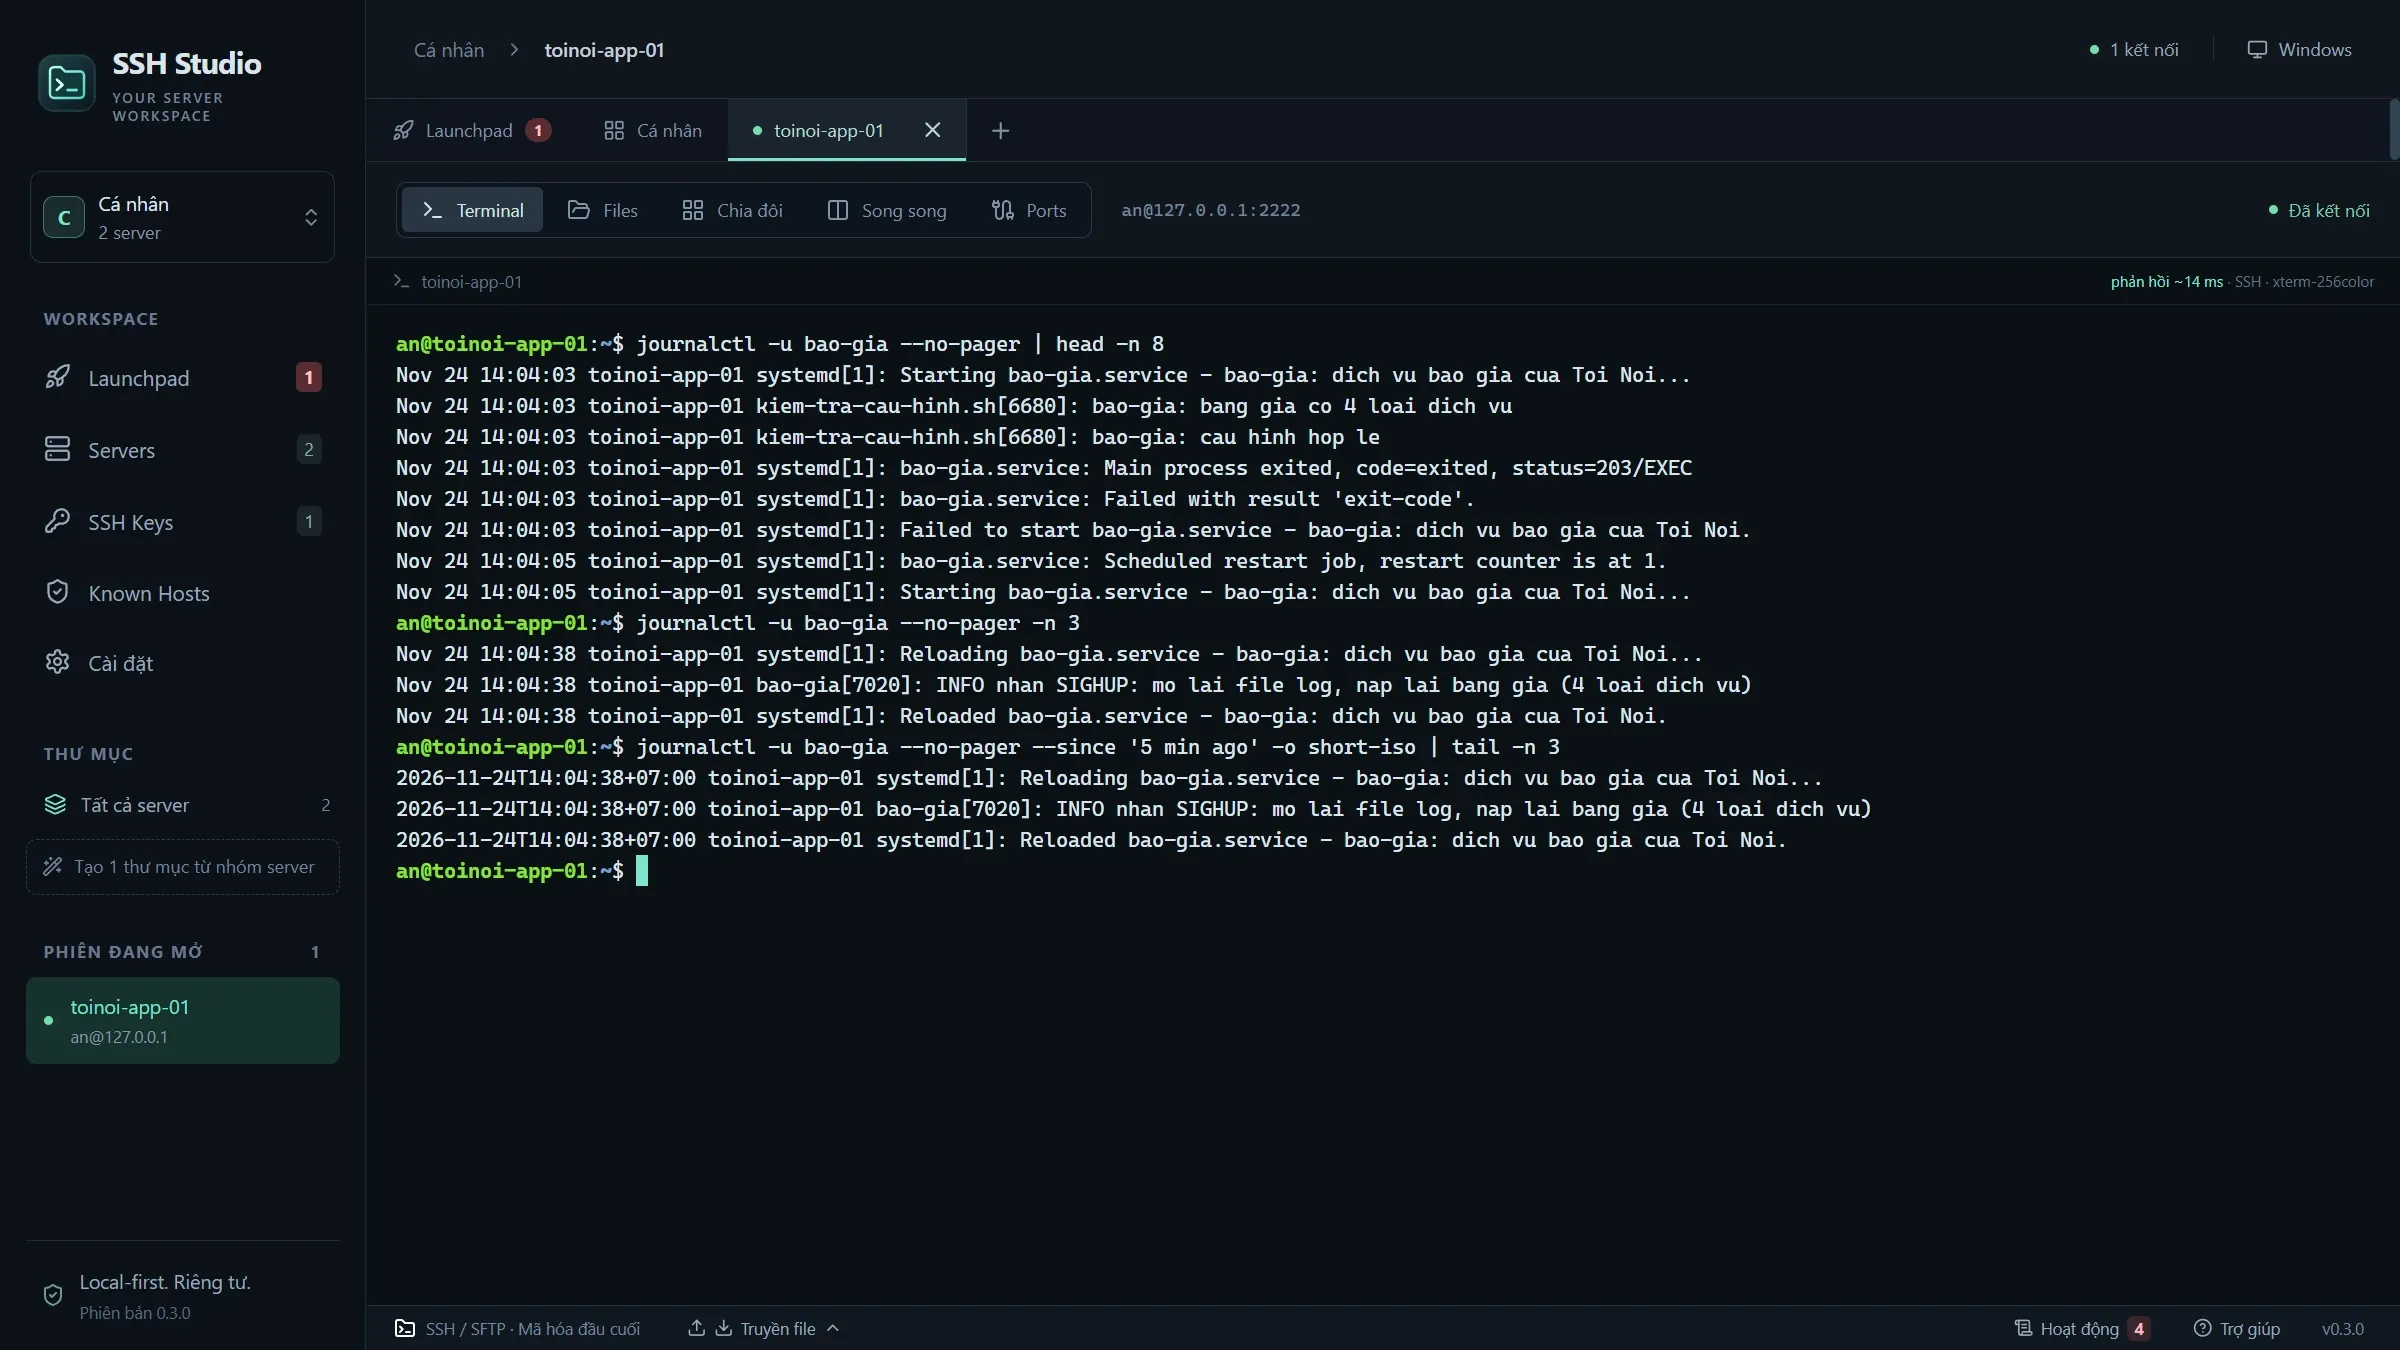 SSH Studio
YOUR SERVER
WORKSPACE
C
Cá nhân
2 server
WORKSPACE
Launchpad 1
Servers 2
SSH Keys 1
Known Hosts
Cài đặt
THƯ MỤC
Tất cả server 2
Tạo 1 thư mục từ nhóm server
PHIÊN ĐANG MỞ 1
toinoi-app-01
an@127.0.0.1
Local-first. Riêng tư.
Phiên bản 0.3.0
Cá nhân > toinoi-app-01
1 kết nối
Windows
Launchpad 1
Cá nhân
toinoi-app-01
Terminal
Files
Chia đôi
Song song
Ports
an@127.0.0.1:2222
Đã kết nối
toinoi-app-01
phản hồi ~14 ms · SSH · xterm-256color
an@toinoi-app-01:~$ journalctl -u bao-gia --no-pager | head -n 8
Nov 24 14:04:03 toinoi-app-01 systemd[1]: Starting bao-gia.service - bao-gia: dich vu bao gia cua Toi Noi...
Nov 24 14:04:03 toinoi-app-01 kiem-tra-cau-hinh.sh[6680]: bao-gia: bang gia co 4 loai dich vu
Nov 24 14:04:03 toinoi-app-01 kiem-tra-cau-hinh.sh[6680]: bao-gia: cau hinh hop le
Nov 24 14:04:03 toinoi-app-01 systemd[1]: bao-gia.service: Main process exited, code=exited, status=203/EXEC
Nov 24 14:04:03 toinoi-app-01 systemd[1]: bao-gia.service: Failed with result 'exit-code'.
Nov 24 14:04:03 toinoi-app-01 systemd[1]: Failed to start bao-gia.service - bao-gia: dich vu bao gia cua Toi Noi.
Nov 24 14:04:05 toinoi-app-01 systemd[1]: bao-gia.service: Scheduled restart job, restart counter is at 1.
Nov 24 14:04:05 toinoi-app-01 systemd[1]: Starting bao-gia.service - bao-gia: dich vu bao gia cua Toi Noi...
an@toinoi-app-01:~$ journalctl -u bao-gia --no-pager -n 3
Nov 24 14:04:38 toinoi-app-01 systemd[1]: Reloading bao-gia.service - bao-gia: dich vu bao gia cua Toi Noi...
Nov 24 14:04:38 toinoi-app-01 bao-gia[7020]: INFO nhan SIGHUP: mo lai file log, nap lai bang gia (4 loai dich vu)
Nov 24 14:04:38 toinoi-app-01 systemd[1]: Reloaded bao-gia.service - bao-gia: dich vu bao gia cua Toi Noi.
an@toinoi-app-01:~$ journalctl -u bao-gia --no-pager --since '5 min ago' -o short-iso | tail -n 3
2026-11-24T14:04:38+07:00 toinoi-app-01 systemd[1]: Reloading bao-gia.service - bao-gia: dich vu bao gia cua Toi Noi...
2026-11-24T14:04:38+07:00 toinoi-app-01 bao-gia[7020]: INFO nhan SIGHUP: mo lai file log, nap lai bang gia (4 loai dich vu)
2026-11-24T14:04:38+07:00 toinoi-app-01 systemd[1]: Reloaded bao-gia.service - bao-gia: dich vu bao gia cua Toi Noi.
an@toinoi-app-01:~$
SSH / SFTP · Mã hóa đầu cuối
Truyền file
Hoạt động 4
Trợ giúp
v0.3.0